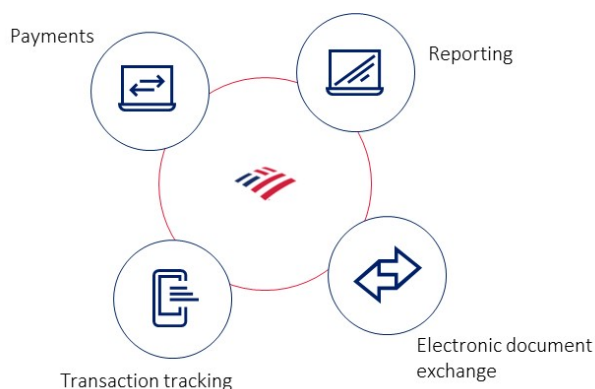 Payments
Reporting
Transaction tracking
Electronic document
exchange